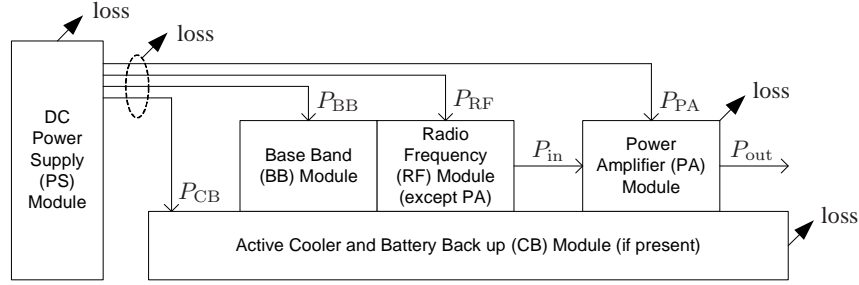 loss
loss
DC
Power
Supply
(PS)
Module
P_BB
P_RF
P_PA
loss
Base Band
(BB) Module
Radio
Frequency
(RF) Module
(except PA)
P_in
Power
Amplifier (PA)
Module
P_out
P_CB
loss
Active Cooler and Battery Back up (CB) Module (if present)